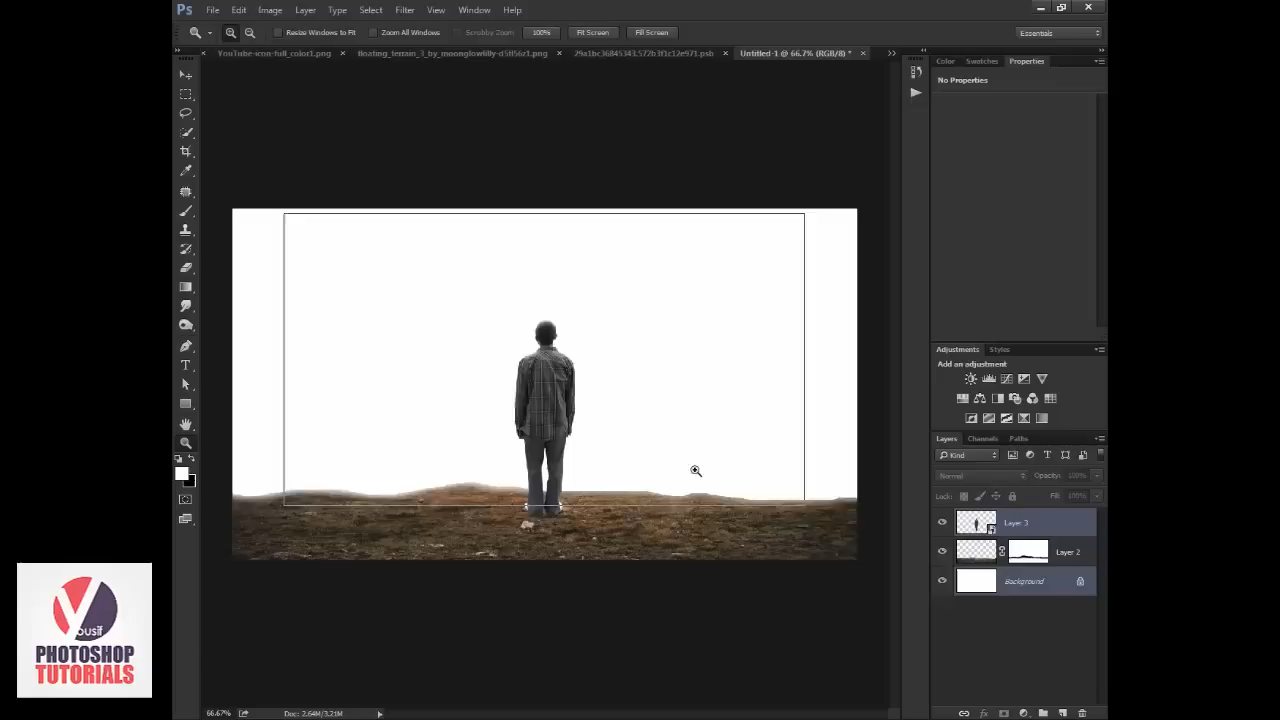 Ps File Edit Image Layer Type Select Filter View Window Help
Resize Windows to Fit Zoom All Windows Scrubby Zoom 100% Fit Screen Fill Screen Essentials
YouTube-icon-full_color1.png × floating_terrain_3_by_moonglowlilly-d5ff56z1.png × 29a1bc36845343.572b3f1c12e971.psb × Untitled-1 @ 66.7% (RGB/8) * ×
Color Swatches Properties
No Properties
Adjustments Styles
Add an adjustment
Layers Channels Paths
Kind
Normal Opacity: 100%
Lock: Fill: 100%
Layer 3
Layer 2
Background
66.67% Doc: 2.64M/3.21M
Yousif
PHOTOSHOP
TUTORIALS